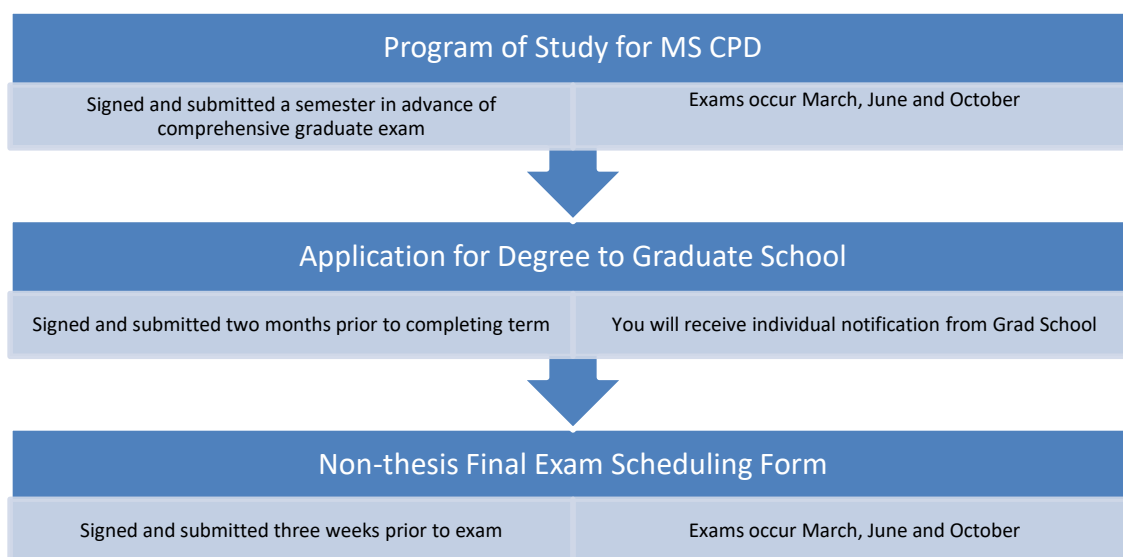 Program of Study for MS CPD
Signed and submitted a semester in advance of
comprehensive graduate exam
Exams occur March, June and October
Application for Degree to Graduate School
Signed and submitted two months prior to completing term
You will receive individual notification from Grad School
Non-thesis Final Exam Scheduling Form
Signed and submitted three weeks prior to exam
Exams occur March, June and October